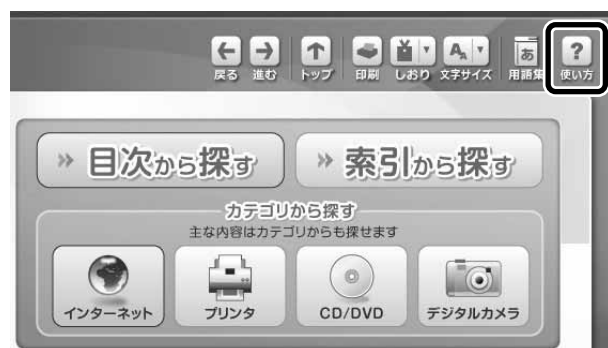 戻る 進む トップ 印刷 しおり 文字サイズ 用語集 使い方
目次から探す 索引から探す
カテゴリから探す
主な内容はカテゴリからも探せます
インターネット プリンタ CD/DVD デジタルカメラ